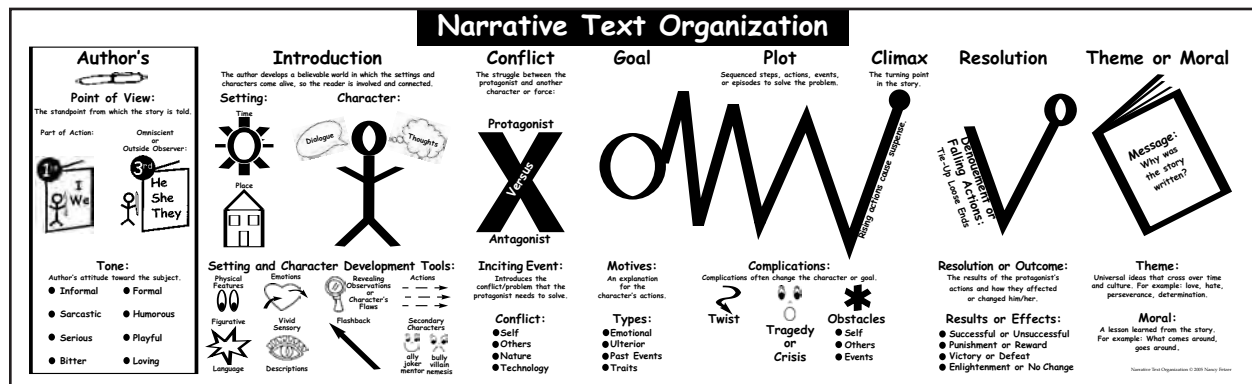 Narrative Text Organization
Author's
Point of View:
The standpoint from which the story is told.
Part of Action:
1st
I
We
Omniscient
or
Outside Observer:
3rd
He
She
They
Tone:
Author's attitude toward the subject.
● Informal
● Sarcastic
● Serious
● Bitter
● Formal
● Humorous
● Playful
● Loving
Introduction
The author develops a believable world in which the settings and
characters come alive, so the reader is involved and connected.
Setting:
Time
Place
Character:
Dialogue
Thoughts
Setting and Character Development Tools:
Physical
Features
Emotions
Revealing
Observations
or
Character's
Flaws
Actions
Figurative
Language
Vivid
Sensory
Descriptions
Flashback
Secondary
Characters
ally
joker
mentor
bully
villain
nemesis
Conflict
The struggle between the
protagonist and another
character or force:
Protagonist
Versus
Antagonist
Inciting Event:
Introduces the
conflict/problem that the
protagonist needs to solve.
Conflict:
● Self
● Others
● Nature
● Technology
Goal
Motives:
An explanation
for the
character's actions.
Types:
● Emotional
● Ulterior
● Past Events
● Traits
Plot
Sequenced steps, actions, events,
or episodes to solve the problem.
Climax
The turning point
in the story.
Rising actions cause suspense.
Complications:
Complications often change the character or goal.
Twist
Tragedy
or
Crisis
Obstacles
● Self
● Others
● Events
Resolution
Denouement or
Falling Actions:
Tie-Up Loose Ends
Resolution or Outcome:
The results of the protagonist's
actions and how they affected
or changed him/her.
Results or Effects:
● Successful or Unsuccessful
● Punishment or Reward
● Victory or Defeat
● Enlightenment or No Change
Theme or Moral
Message:
Why was
the story
written?
Theme:
Universal ideas that cross over time
and culture. For example: love, hate,
perseverance, determination.
Moral:
A lesson learned from the story.
For example: What comes around,
goes around.
Narrative Text Organization © 2005 Nancy Fetzer